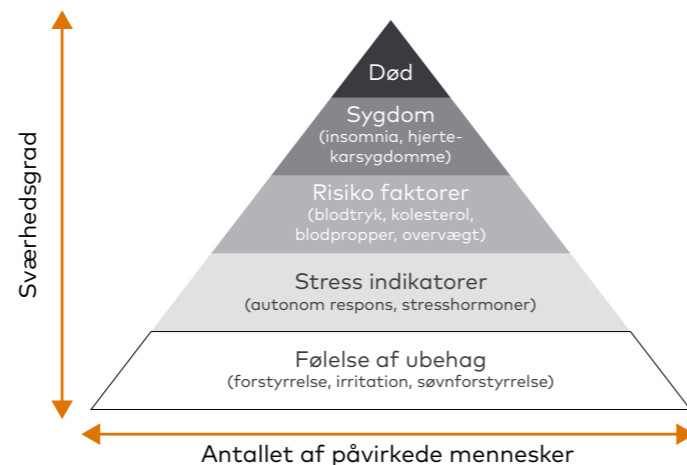 Død
Sygdom
(insomnia, hjerte-
karsygdomme)
Risiko faktorer
(blodtryk, kolesterol,
blodpropper, overvægt)
Stress indikatorer
(autonom respons, stresshormoner)
Følelse af ubehag
(forstyrrelse, irritation, søvnforstyrrelse)
Sværhedsgrad
Antallet af påvirkede mennesker